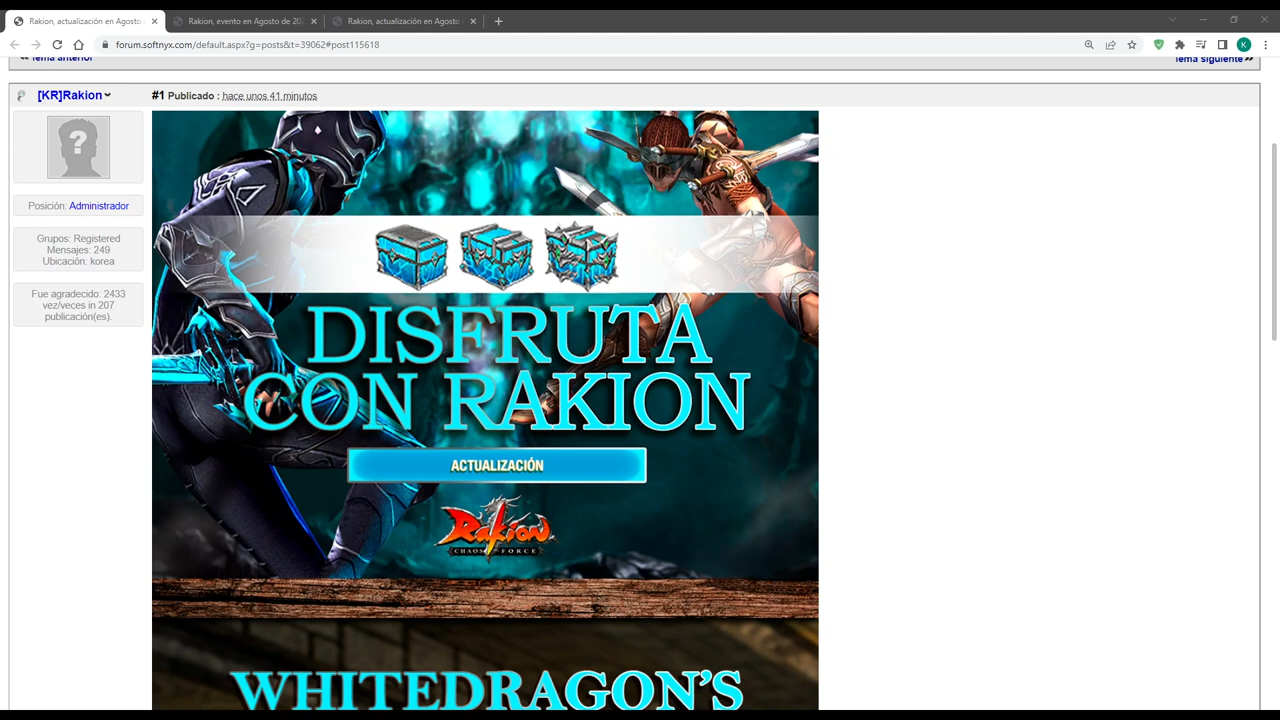 Rakion, actualización en Agosto
Rakion, evento en Agosto de 202
Rakion, actualización en Agosto
forum.softnyx.com/default.aspx?g=posts&t=39062#post115618
K
Tema anterior
Tema siguiente
[KR]Rakion
#1 Publicado : hace unos 41 minutos
?
Posición: Administrador
Grupos: Registered
Mensajes: 249
Ubicación: korea
Fue agradecido: 2433
vez/veces in 207
publicación(es).
DISFRUTA
CON RAKION
ACTUALIZACIÓN
Rakion
CHAOS FORCE
WHITEDRAGON'S